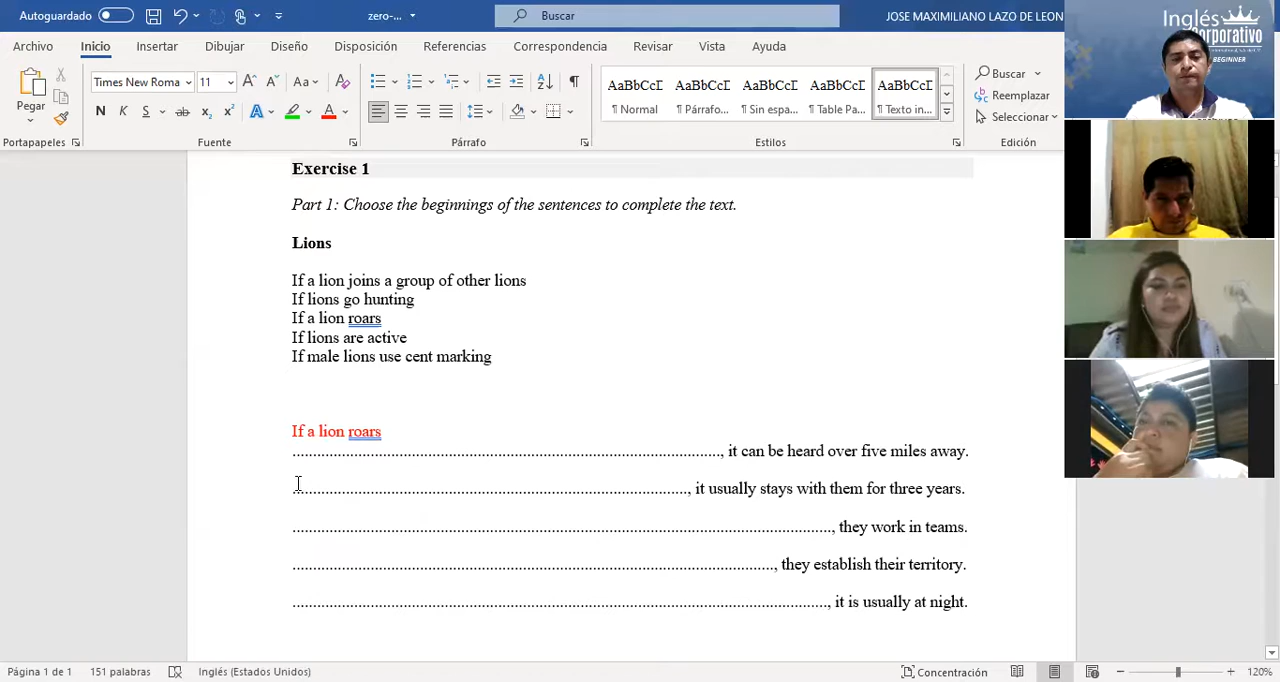 Autoguardado
zero-...
Buscar
JOSE MAXIMILIANO LAZO DE LEON
Archivo Inicio Insertar Dibujar Diseño Disposición Referencias Correspondencia Revisar Vista Ayuda
Pegar
Times New Roma 11
AaBbCcI AaBbCcI AaBbCcI AaBbCcI AaBbCcI
¶ Normal ¶ Párrafo... ¶ Sin espa... ¶ Table Pa... ¶ Texto in...
Buscar
Reemplazar
Seleccionar
Portapapeles Fuente Párrafo Estilos Edición
Inglés
Corporativo
BEGINNER
Exercise 1
Part 1: Choose the beginnings of the sentences to complete the text.
Lions
If a lion joins a group of other lions
If lions go hunting
If a lion roars
If lions are active
If male lions use cent marking
If a lion roars
........................................................................................................, it can be heard over five miles away.
................................................................................................, it usually stays with them for three years.
...................................................................................................................................., they work in teams.
......................................................................................................................, they establish their territory.
..................................................................................................................................., it is usually at night.
Página 1 de 1 151 palabras Inglés (Estados Unidos) Concentración 120%